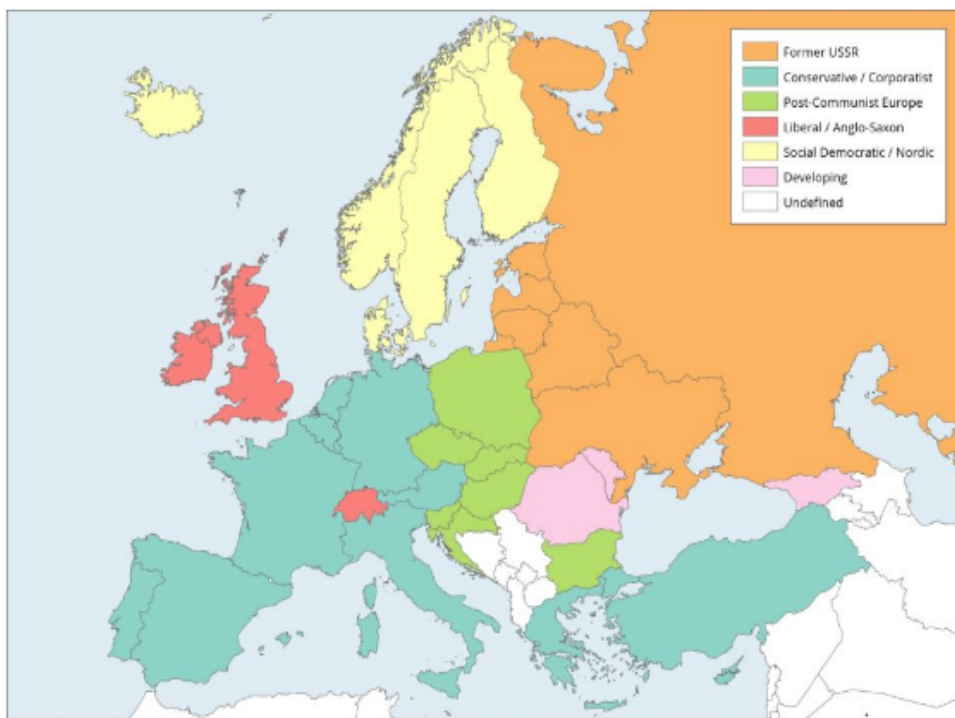 Former USSR
Conservative / Corporatist
Post-Communist Europe
Liberal / Anglo-Saxon
Social Democratic / Nordic
Developing
Undefined